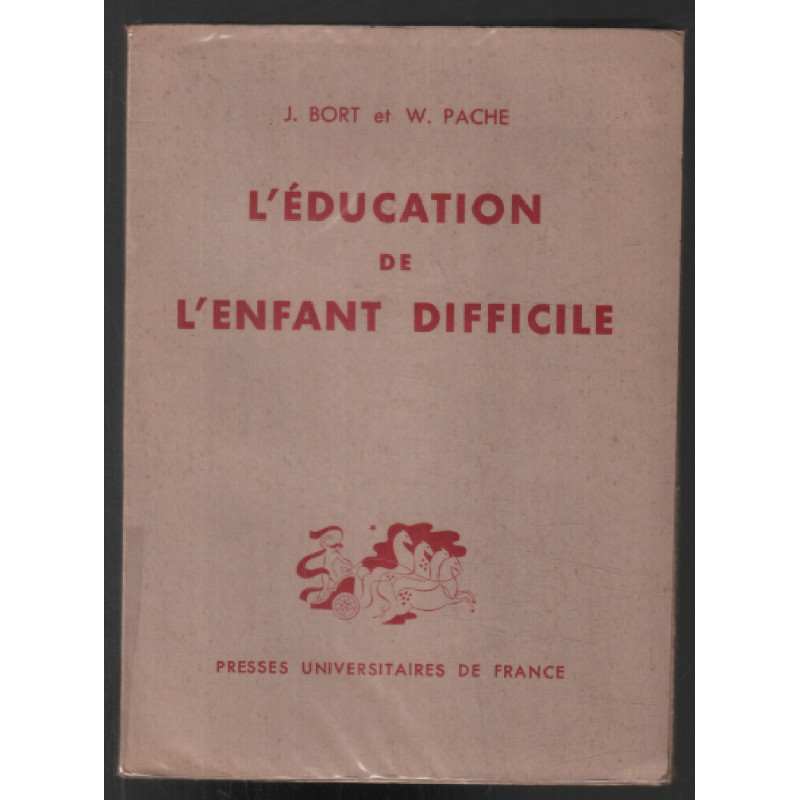 J. BORT et W. PACHE
L'ÉDUCATION
DE
L'ENFANT DIFFICILE
PRESSES UNIVERSITAIRES DE FRANCE